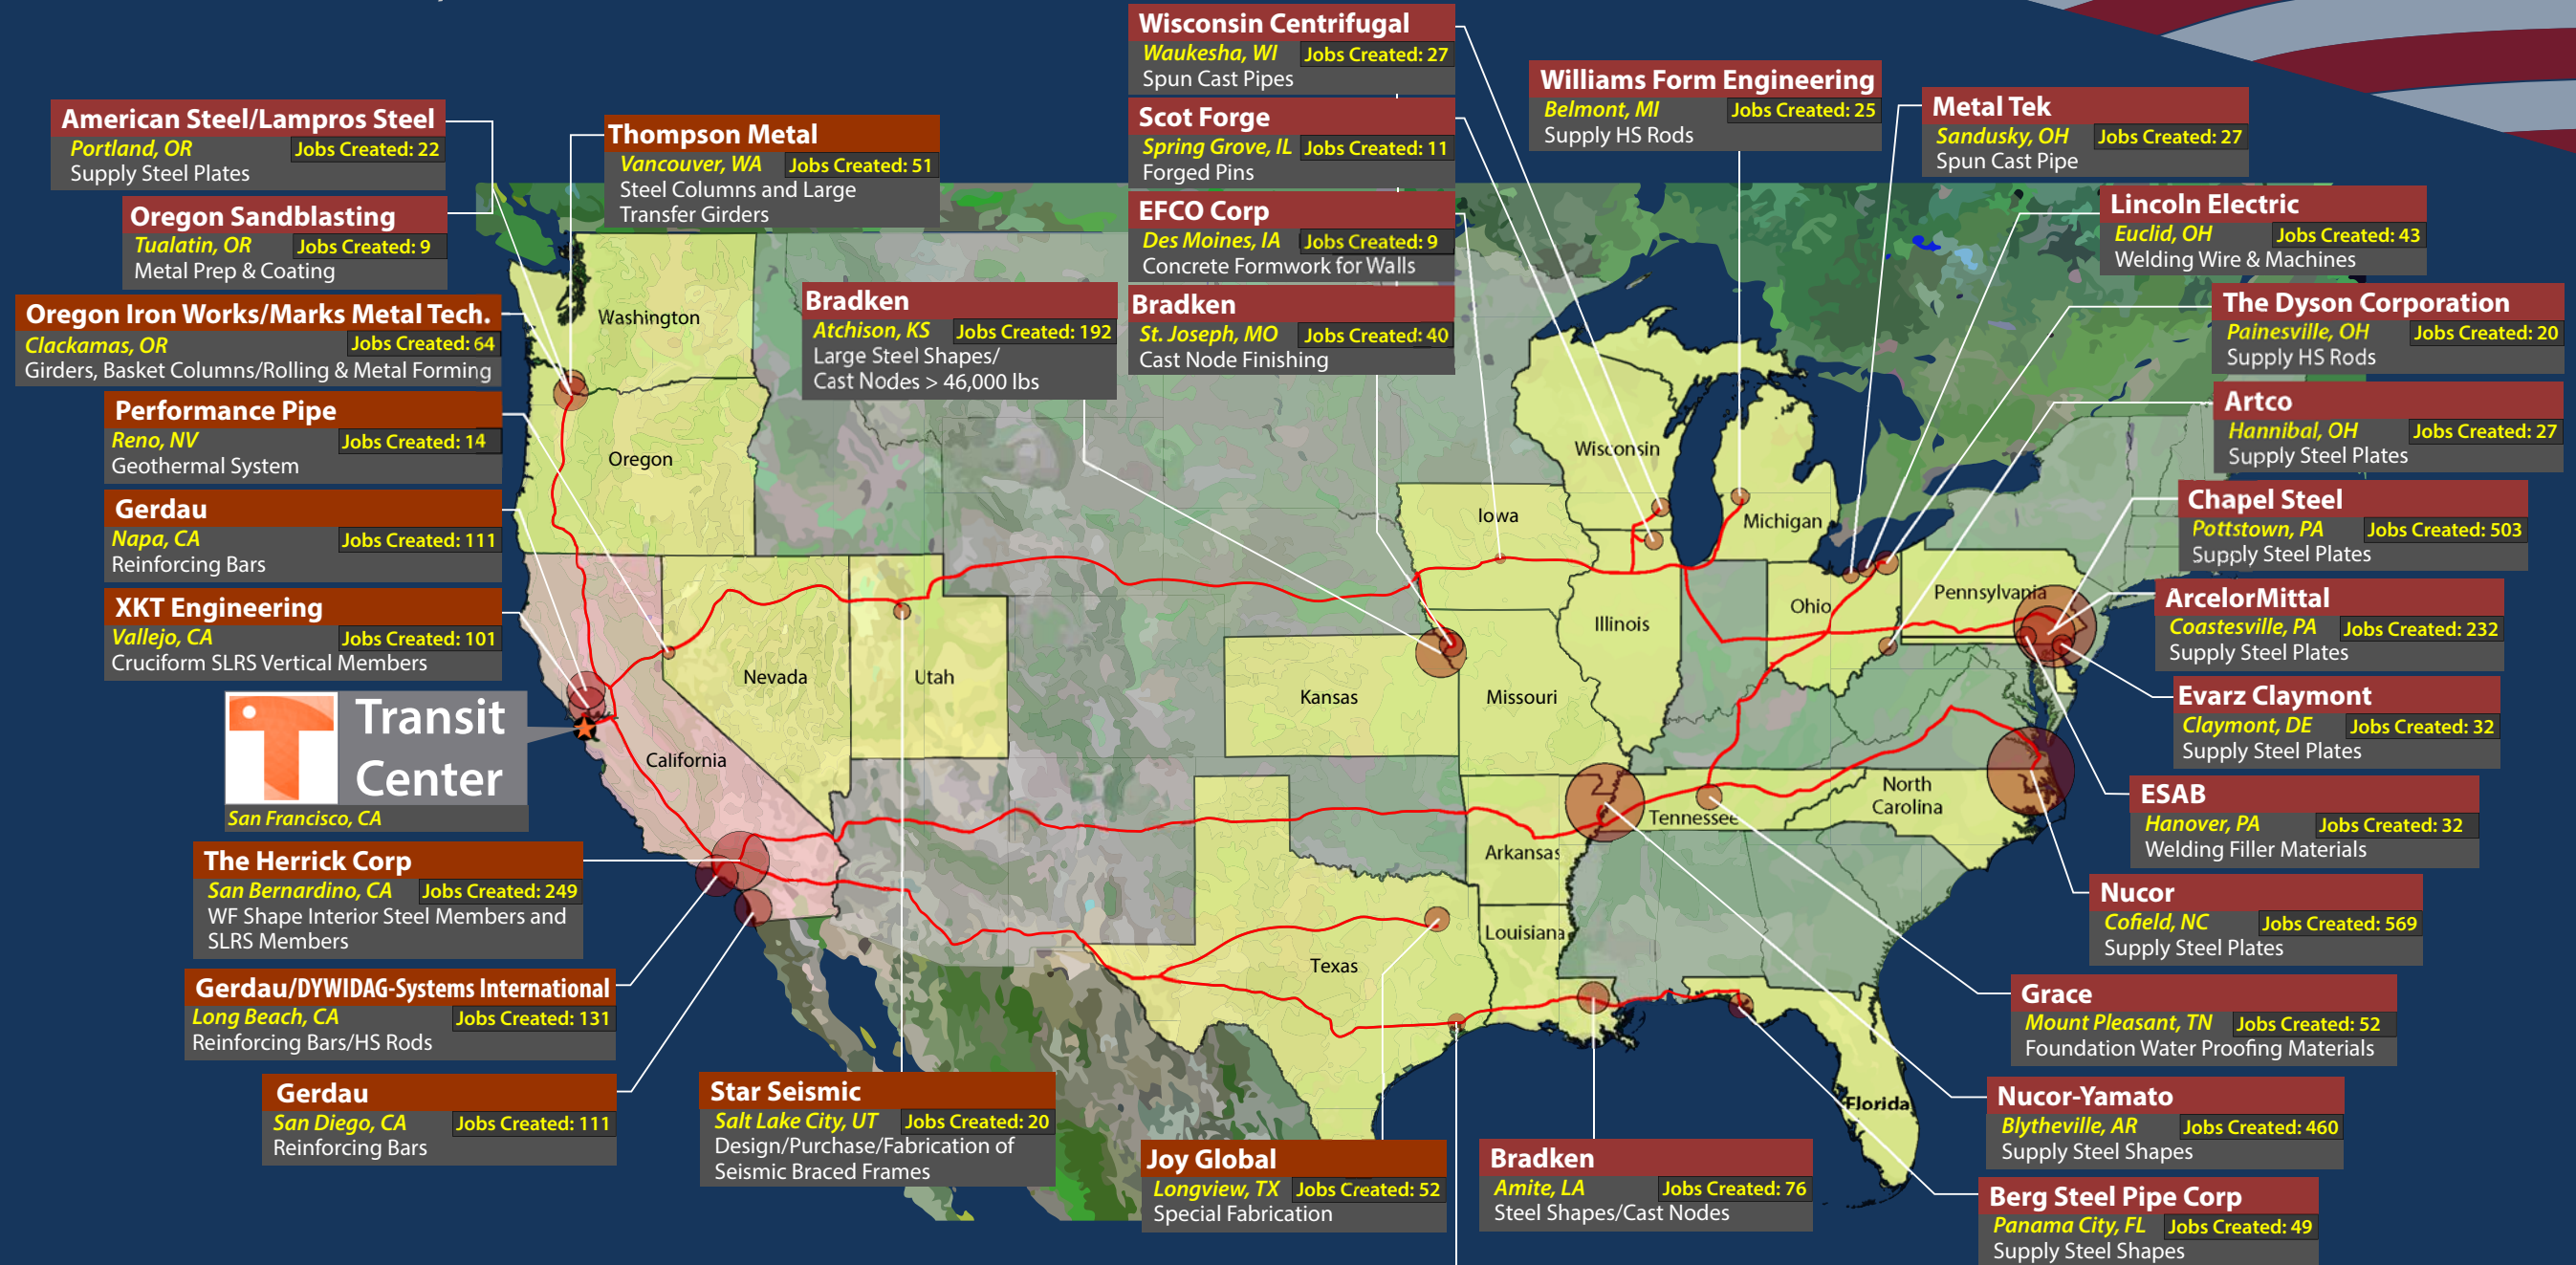 American Steel/Lampros Steel
Portland, OR Jobs Created: 22
Supply Steel Plates
Oregon Sandblasting
Tualatin, OR Jobs Created: 9
Metal Prep & Coating
Oregon Iron Works/Marks Metal Tech.
Clackamas, OR Jobs Created: 64
Girders, Basket Columns/Rolling & Metal Forming
Performance Pipe
Reno, NV Jobs Created: 14
Geothermal System
Gerdau
Napa, CA Jobs Created: 111
Reinforcing Bars
XKT Engineering
Vallejo, CA Jobs Created: 101
Cruciform SLRS Vertical Members
Transit
Center
San Francisco, CA
The Herrick Corp
San Bernardino, CA Jobs Created: 249
WF Shape Interior Steel Members and
SLRS Members
Gerdau/DYWIDAG-Systems International
Long Beach, CA Jobs Created: 131
Reinforcing Bars/HS Rods
Gerdau
San Diego, CA Jobs Created: 111
Reinforcing Bars
Thompson Metal
Vancouver, WA Jobs Created: 51
Steel Columns and Large
Transfer Girders
Bradken
Atchison, KS Jobs Created: 192
Large Steel Shapes/
Cast Nodes > 46,000 lbs
Wisconsin Centrifugal
Waukesha, WI Jobs Created: 27
Spun Cast Pipes
Scot Forge
Spring Grove, IL Jobs Created: 11
Forged Pins
EFCO Corp
Des Moines, IA Jobs Created: 9
Concrete Formwork for Walls
Bradken
St. Joseph, MO Jobs Created: 40
Cast Node Finishing
Williams Form Engineering
Belmont, MI Jobs Created: 25
Supply HS Rods
Metal Tek
Sandusky, OH Jobs Created: 27
Spun Cast Pipe
Lincoln Electric
Euclid, OH Jobs Created: 43
Welding Wire & Machines
The Dyson Corporation
Painesville, OH Jobs Created: 20
Supply HS Rods
Artco
Hannibal, OH Jobs Created: 27
Supply Steel Plates
Chapel Steel
Pottstown, PA Jobs Created: 503
Supply Steel Plates
ArcelorMittal
Coastesville, PA Jobs Created: 232
Supply Steel Plates
Evarz Claymont
Claymont, DE Jobs Created: 32
Supply Steel Plates
ESAB
Hanover, PA Jobs Created: 32
Welding Filler Materials
Nucor
Cofield, NC Jobs Created: 569
Supply Steel Plates
Grace
Mount Pleasant, TN Jobs Created: 52
Foundation Water Proofing Materials
Nucor-Yamato
Blytheville, AR Jobs Created: 460
Supply Steel Shapes
Berg Steel Pipe Corp
Panama City, FL Jobs Created: 49
Supply Steel Shapes
Star Seismic
Salt Lake City, UT Jobs Created: 20
Design/Purchase/Fabrication of
Seismic Braced Frames
Joy Global
Longview, TX Jobs Created: 52
Special Fabrication
Bradken
Amite, LA Jobs Created: 76
Steel Shapes/Cast Nodes
Washington
Oregon
California
Nevada
Utah
Kansas
Iowa
Missouri
Wisconsin
Illinois
Michigan
Ohio
Pennsylvania
North
Carolina
Tennessee
Arkansas
Louisiana
Texas
Florida